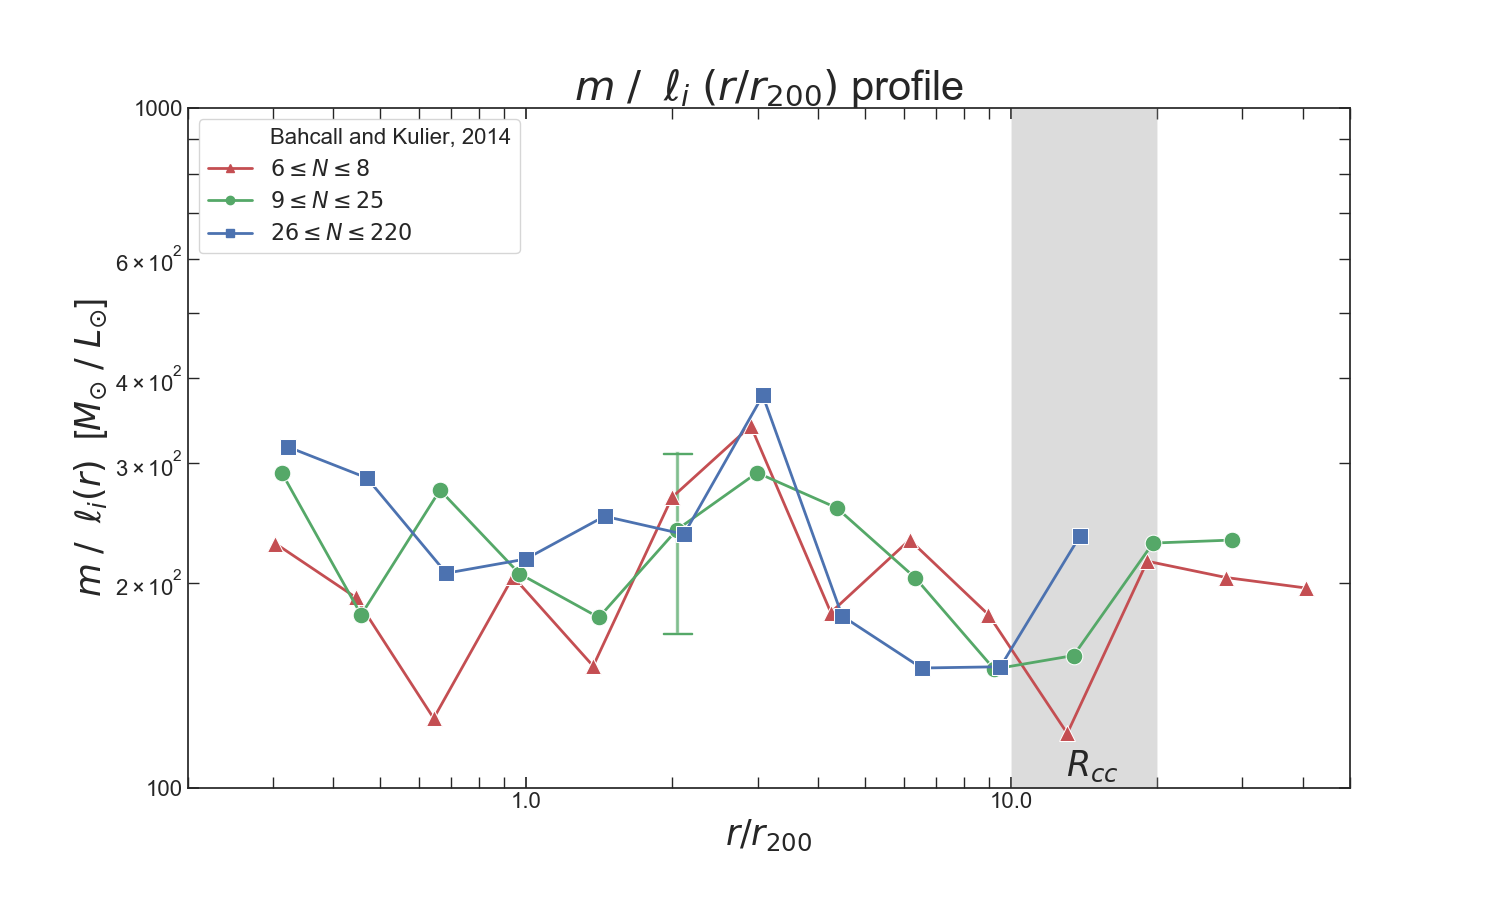 m / ℓ_i (r/r_200) profile
1000
6×10^2
4×10^2
3×10^2
2×10^2
100
m / ℓ_i(r) [M_⊙ / L_⊙]
Bahcall and Kulier, 2014
6 ≤ N ≤ 8
9 ≤ N ≤ 25
26 ≤ N ≤ 220
R_cc
1.0 10.0
r/r_200